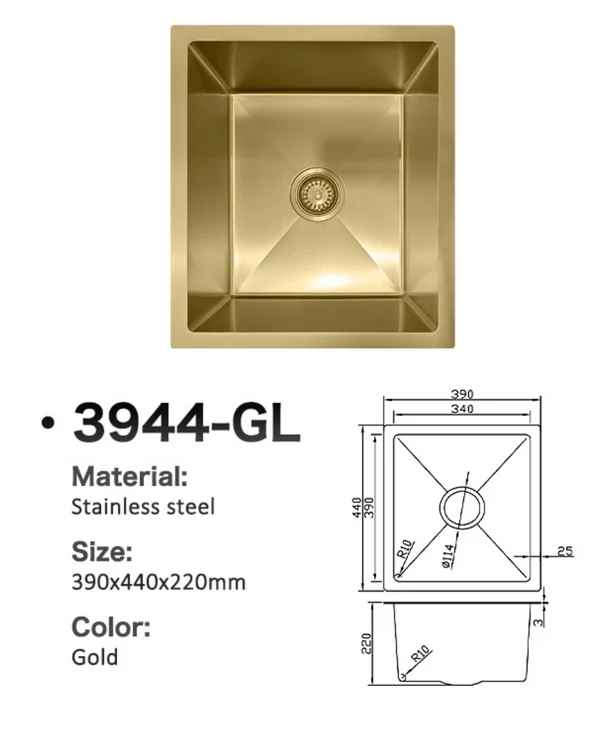 • 3944-GL
Material:
Stainless steel
Size:
390x440x220mm
Color:
Gold
390
340
440
390
R10
Ø114
25
220
R10
3